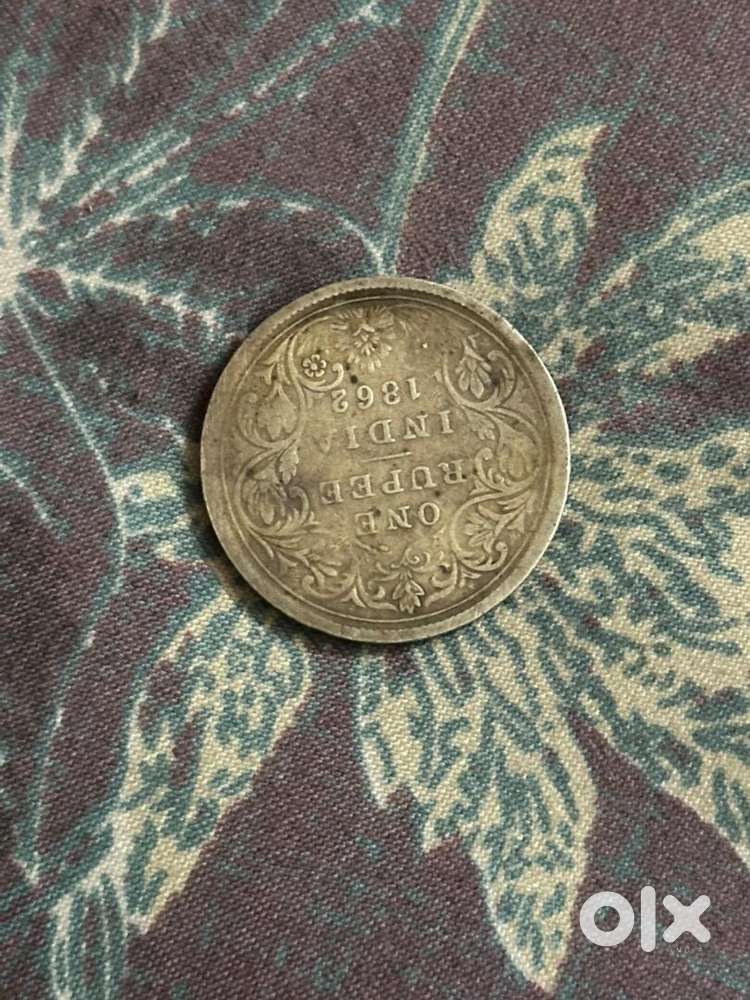 ONE
RUPEE
INDIA
1862
olx